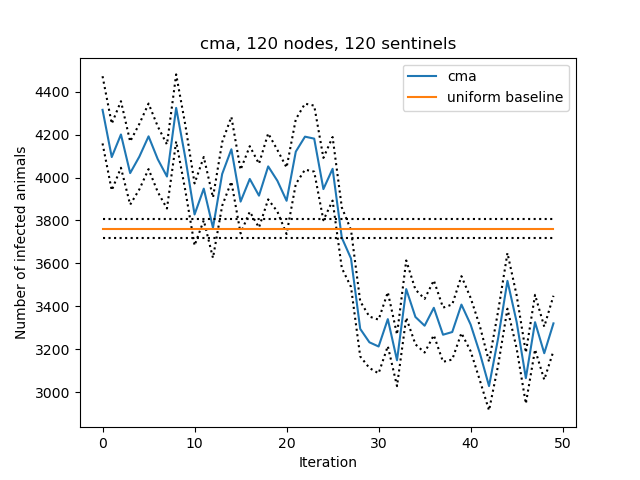 cma, 120 nodes, 120 sentinels
cma
uniform baseline
4400
4200
4000
3800
3600
3400
3200
3000
Number of infected animals
0 10 20 30 40 50
Iteration